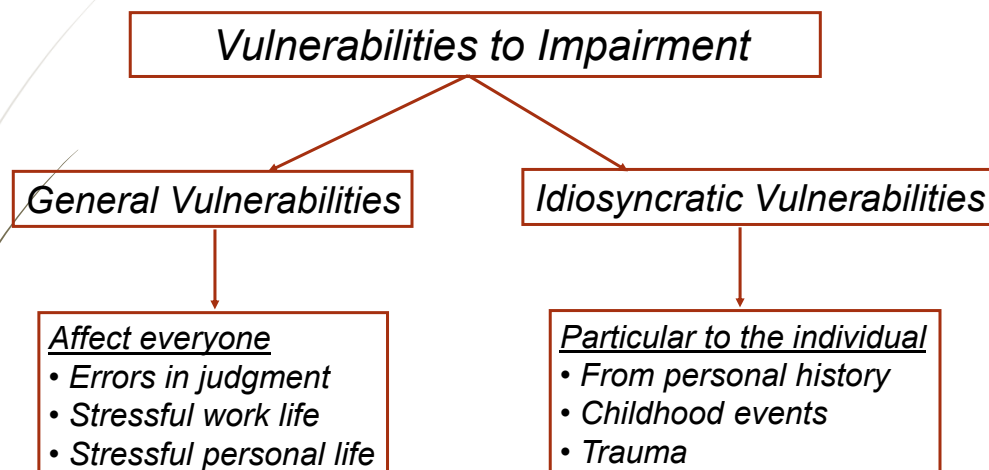 Vulnerabilities to Impairment
General Vulnerabilities
Idiosyncratic Vulnerabilities
Affect everyone
• Errors in judgment
• Stressful work life
• Stressful personal life
Particular to the individual
• From personal history
• Childhood events
• Trauma